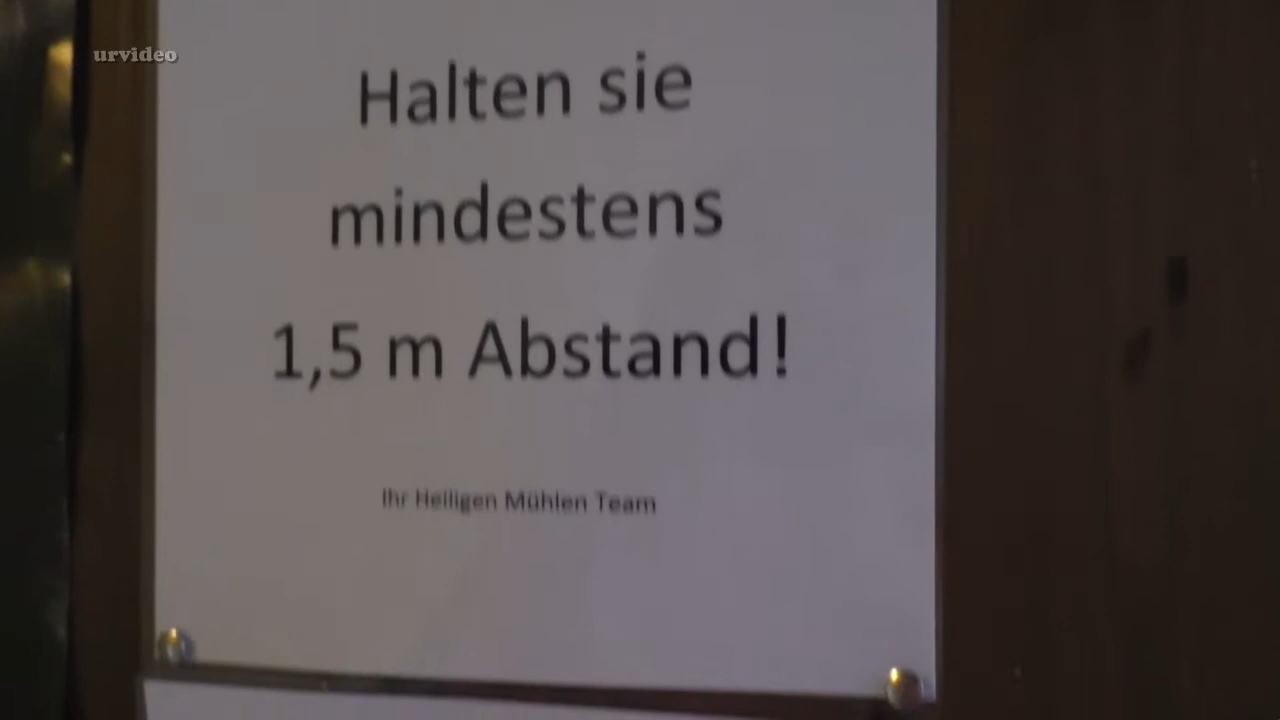 urvideo
Halten sie
mindestens
1,5 m Abstand!
Ihr Heiligen Mühlen Team